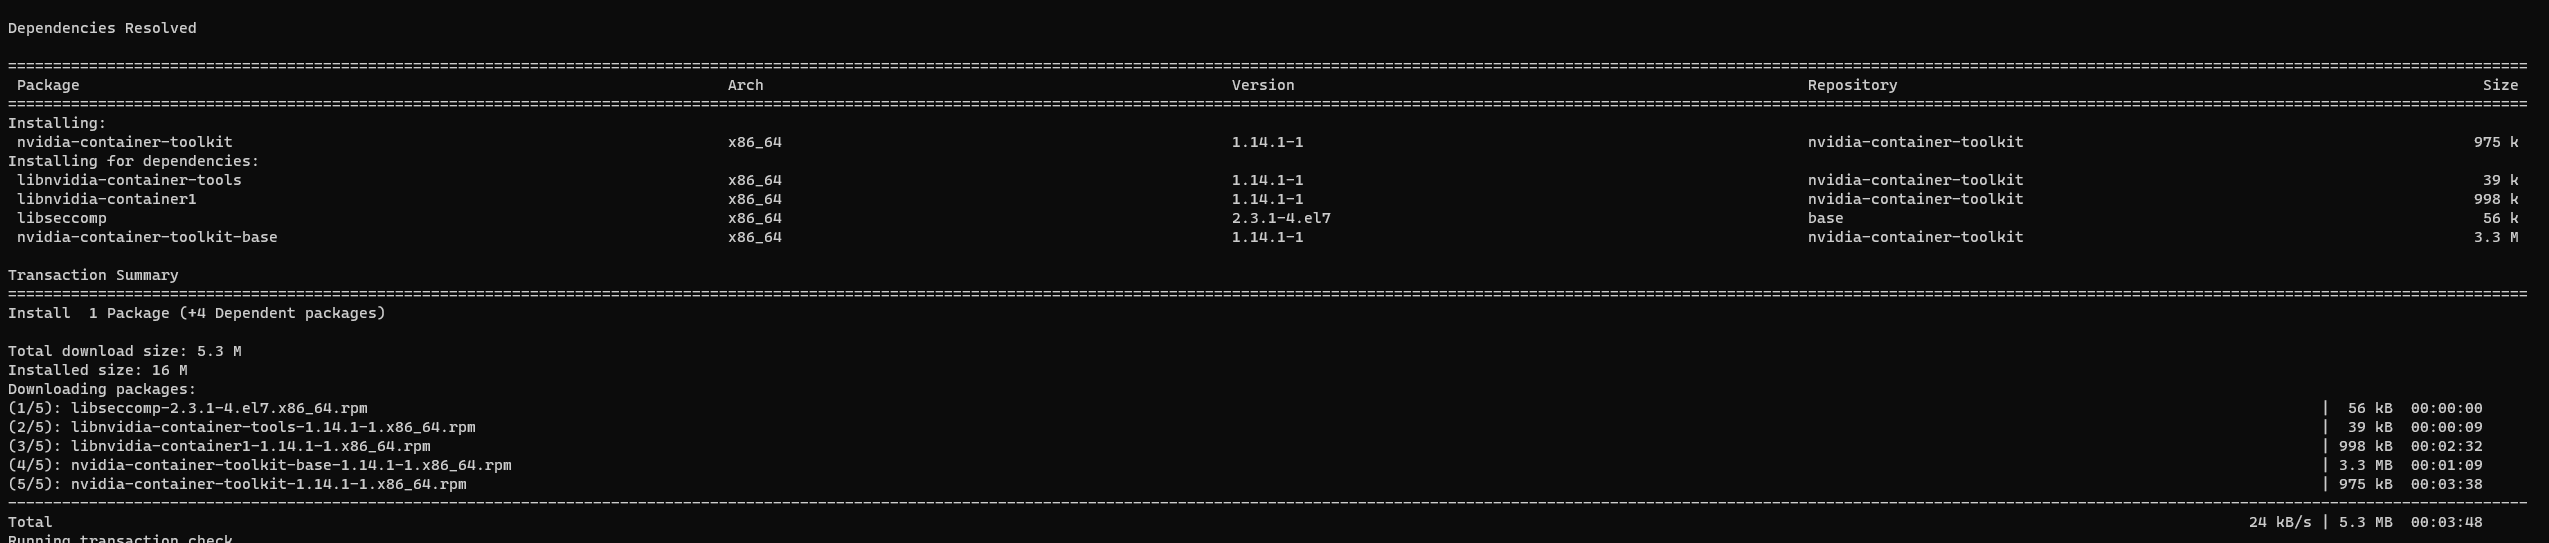 Dependencies Resolved
================================================================================
Package Arch Version Repository Size
================================================================================
Installing:
nvidia-container-toolkit x86_64 1.14.1-1 nvidia-container-toolkit 975 k
Installing for dependencies:
libnvidia-container-tools x86_64 1.14.1-1 nvidia-container-toolkit 39 k
libnvidia-container1 x86_64 1.14.1-1 nvidia-container-toolkit 998 k
libseccomp x86_64 2.3.1-4.el7 base 56 k
nvidia-container-toolkit-base x86_64 1.14.1-1 nvidia-container-toolkit 3.3 M
Transaction Summary
================================================================================
Install  1 Package (+4 Dependent packages)
Total download size: 5.3 M
Installed size: 16 M
Downloading packages:
(1/5): libseccomp-2.3.1-4.el7.x86_64.rpm | 56 kB 00:00:00
(2/5): libnvidia-container-tools-1.14.1-1.x86_64.rpm | 39 kB 00:00:09
(3/5): libnvidia-container1-1.14.1-1.x86_64.rpm | 998 kB 00:02:32
(4/5): nvidia-container-toolkit-base-1.14.1-1.x86_64.rpm | 3.3 MB 00:01:09
(5/5): nvidia-container-toolkit-1.14.1-1.x86_64.rpm | 975 kB 00:03:38
--------------------------------------------------------------------------------
Total 24 kB/s | 5.3 MB 00:03:48
Running transaction check